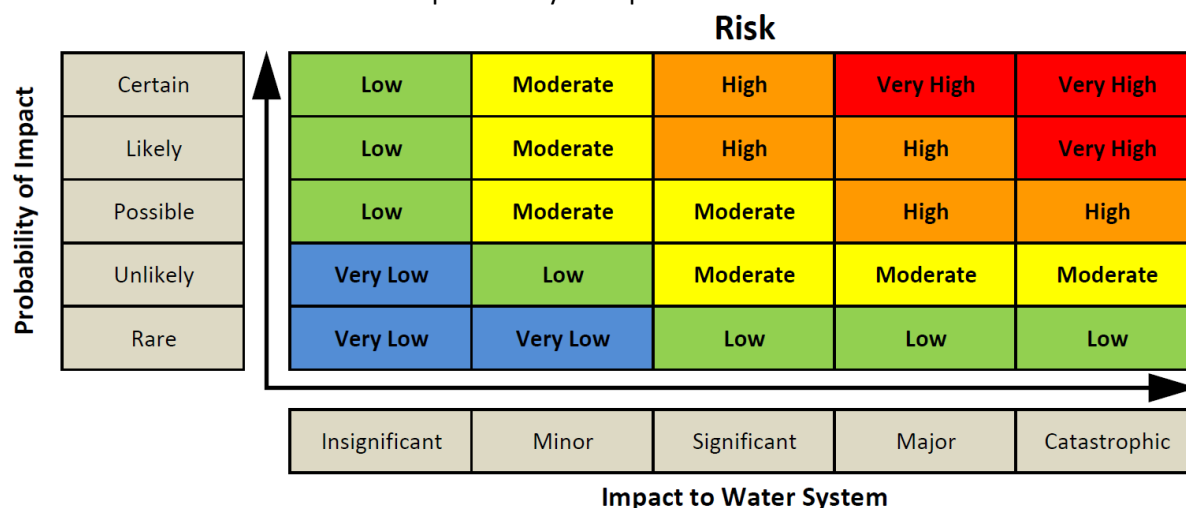 Risk
Probability of Impact
Certain Low Moderate High Very High Very High
Likely Low Moderate High High Very High
Possible Low Moderate Moderate High High
Unlikely Very Low Low Moderate Moderate Moderate
Rare Very Low Very Low Low Low Low
Insignificant Minor Significant Major Catastrophic
Impact to Water System